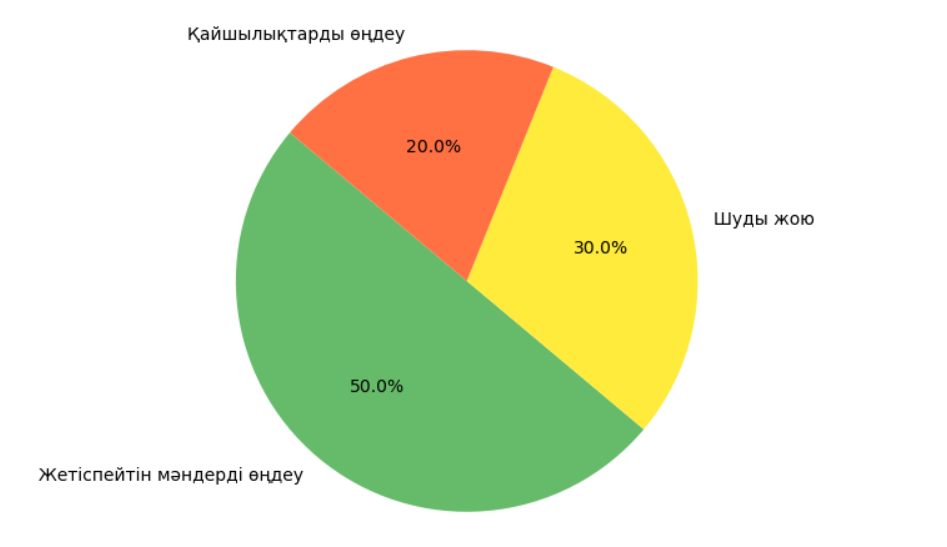 Қайшылықтарды өңдеу
20.0%
Шуды жою
30.0%
50.0%
Жетіспейтін мәндерді өңдеу